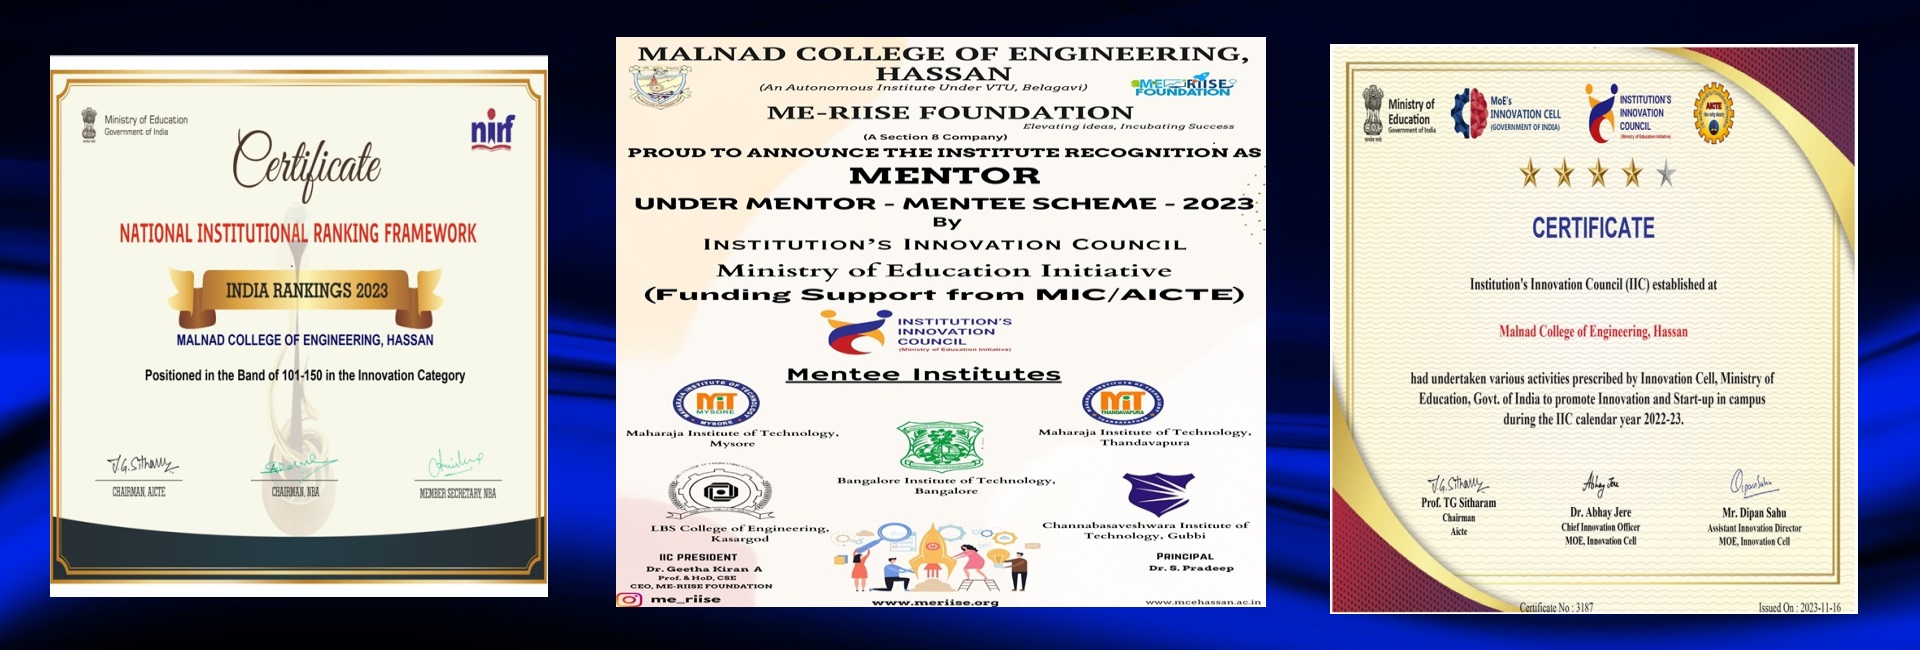 Ministry of Education
Government of India
nirf
Certificate
NATIONAL INSTITUTIONAL RANKING FRAMEWORK
INDIA RANKINGS 2023
MALNAD COLLEGE OF ENGINEERING, HASSAN
Positioned in the Band of 101-150 in the Innovation Category
CHAIRMAN, AICTE
CHAIRMAN, NBA
MEMBER SECRETARY, NBA
MALNAD COLLEGE OF ENGINEERING,
HASSAN
(An Autonomous Institute Under VTU, Belagavi)
ME-RIISE
FOUNDATION
ME-RIISE FOUNDATION
Elevating ideas, Incubating Success
(A Section 8 Company)
PROUD TO ANNOUNCE THE INSTITUTE RECOGNITION AS
MENTOR
UNDER MENTOR - MENTEE SCHEME - 2023
By
INSTITUTION'S INNOVATION COUNCIL
Ministry of Education Initiative
(Funding Support from MIC/AICTE)
INSTITUTION'S
INNOVATION
COUNCIL
(Ministry of Education Initiative)
Mentee Institutes
MAHARAJA INSTITUTE OF TECHNOLOGY
MiT
MYSORE
MYSORE
Maharaja Institute of Technology,
Mysore
MAHARAJA INSTITUTE OF TECHNOLOGY
MiT
THANDAVAPURA
Maharaja Institute of Technology,
Thandavapura
Bangalore Institute of Technology,
Bangalore
LBS College of Engineering,
Kasargod
Channabasaveshwara Institute of
Technology, Gubbi
IIC PRESIDENT
Dr. Geetha Kiran A
Prof. & HoD, CSE
CEO, ME-RIISE FOUNDATION
PRINCIPAL
Dr. S. Pradeep
me_riise
www.meriise.org
www.mcehassan.ac.in
Ministry of
Education
Government of India
MoE's
INNOVATION CELL
(GOVERNMENT OF INDIA)
INSTITUTION'S
INNOVATION
COUNCIL
(Ministry of Education Initiative)
AICTE
CERTIFICATE
Institution's Innovation Council (IIC) established at
Malnad College of Engineering, Hassan
had undertaken various activities prescribed by Innovation Cell, Ministry of
Education, Govt. of India to promote Innovation and Start-up in campus
during the IIC calendar year 2022-23.
Prof. TG Sitharam
Chairman
Aicte
Dr. Abhay Jere
Chief Innovation Officer
MOE, Innovation Cell
Mr. Dipan Sahu
Assistant Innovation Director
MOE, Innovation Cell
Certificate No : 3187
Issued On : 2023-11-16